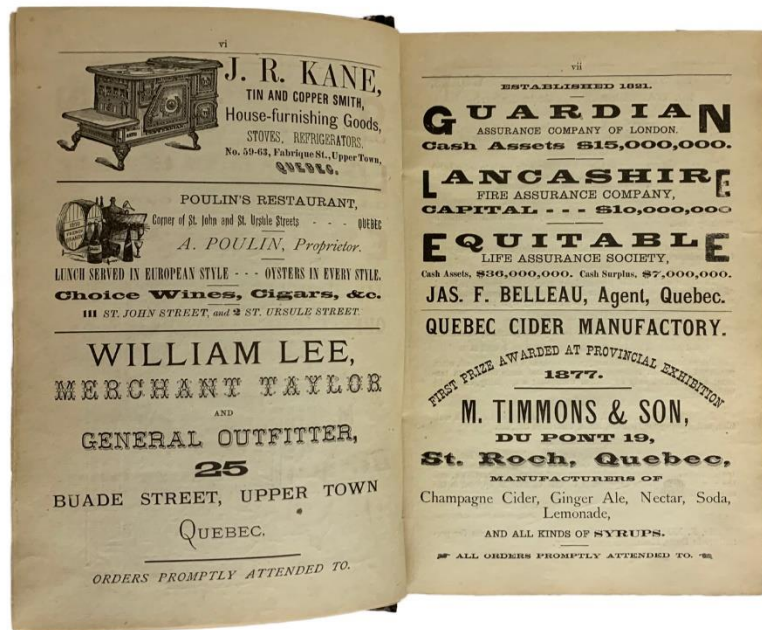 vi
J. R. KANE,
TIN AND COPPER SMITH,
House-furnishing Goods,
STOVES, REFRIGERATORS.
No. 59-63, Fabrique St., Upper Town,
QUEBEC.
POULIN'S RESTAURANT,
Corner of St. John and St. Ursule Streets - - - QUEBEC
A. POULIN, Proprietor.
LUNCH SERVED IN EUROPEAN STYLE - - - OYSTERS IN EVERY STYLE.
Choice Wines, Cigars, &c.
111 ST. JOHN STREET, and 2 ST. URSULE STREET.
WILLIAM LEE,
MERCHANT TAYLOR
AND
GENERAL OUTFITTER,
25
BUADE STREET, UPPER TOWN
QUEBEC.
ORDERS PROMPTLY ATTENDED TO.
vii
ESTABLISHED 1821.
GUARDIAN
ASSURANCE COMPANY OF LONDON.
Cash Assets $15,000,000.
LANCASHIRE
FIRE ASSURANCE COMPANY,
CAPITAL - - - $10,000,000
EQUITABLE
LIFE ASSURANCE SOCIETY,
Cash Assets, $36,000,000. Cash Surplus, $7,000,000.
JAS. F. BELLEAU, Agent, Quebec.
QUEBEC CIDER MANUFACTORY.
FIRST PRIZE AWARDED AT PROVINCIAL EXHIBITION
1877.
M. TIMMONS & SON,
DU PONT 19,
St. Roch, Quebec,
MANUFACTURERS OF
Champagne Cider, Ginger Ale, Nectar, Soda,
Lemonade,
AND ALL KINDS OF SYRUPS.
ALL ORDERS PROMPTLY ATTENDED TO.